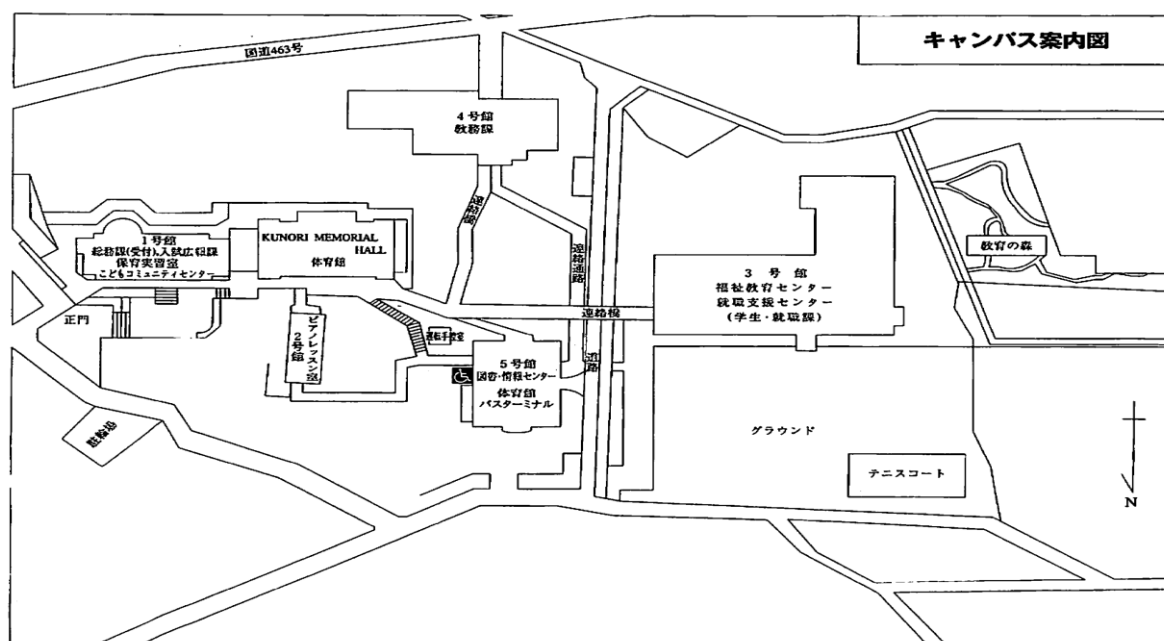 キャンパス案内図
国道463号
4号館
教務課
連絡橋
連絡通路
1号館
総務課(受付),入試広報課
保育実習室
こどもコミュニティセンター
KUNORI MEMORIAL
HALL
体育館
教育の森
3号館
福祉教育センター
就職支援センター
(学生・就職課)
連絡橋
正門
2号館
ピアノレッスン室
5号館
図書・情報センター
体育館
バスターミナル
道路
グラウンド
テニスコート
駐輪場
N